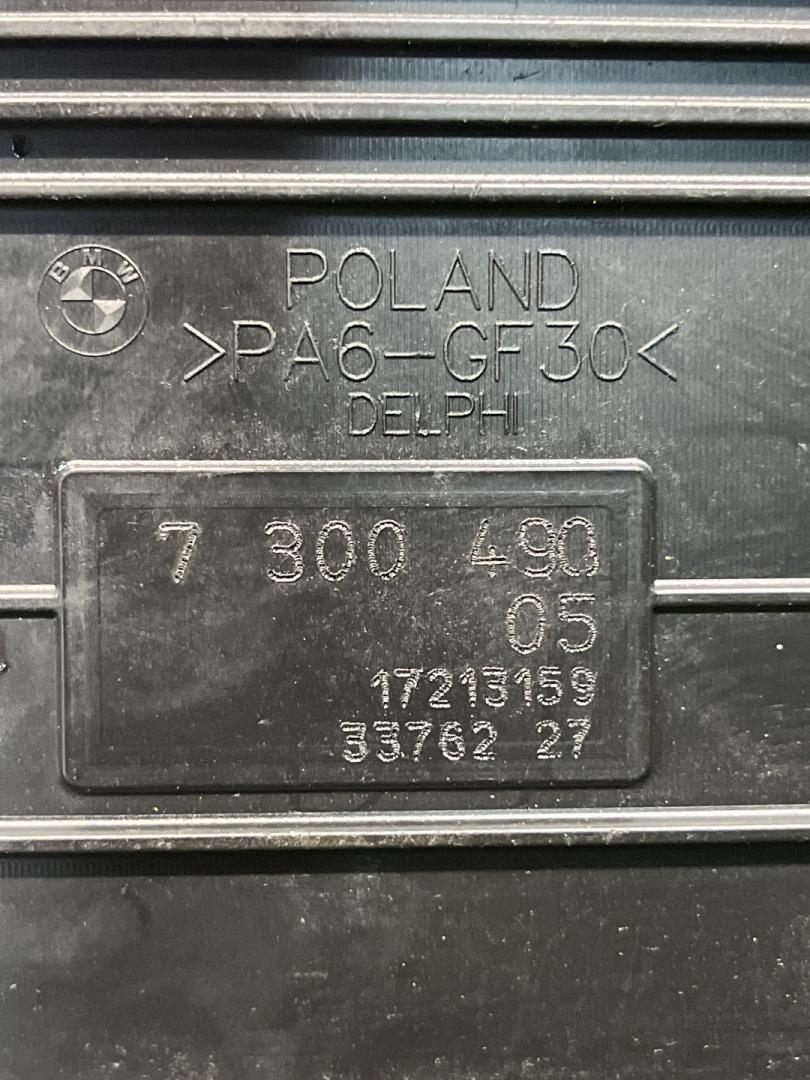 BMW
POLAND
>PA6-GF30<
DELPHI
7 300 490
05
17213159
33762 27